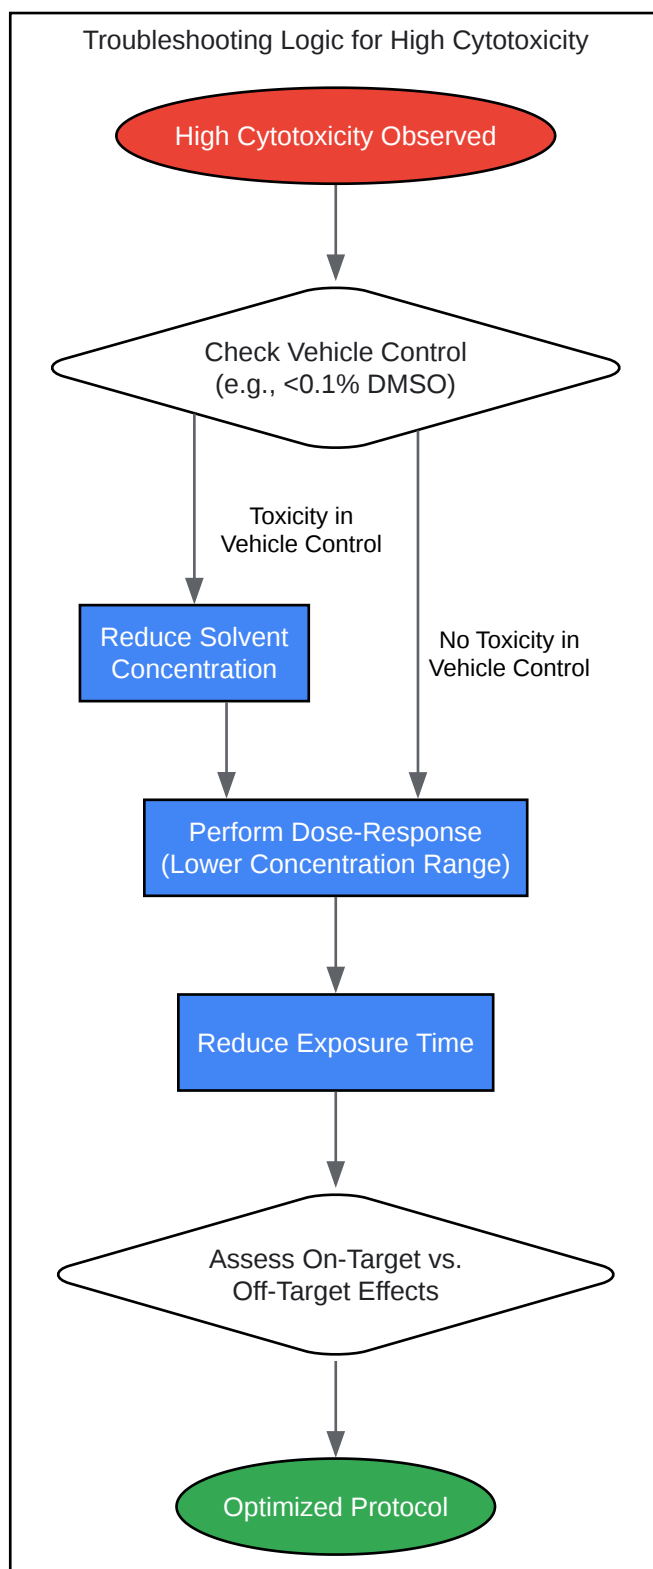 Troubleshooting Logic for High Cytotoxicity
High Cytotoxicity Observed
Check Vehicle Control
(e.g., <0.1% DMSO)
Toxicity in
Vehicle Control
Reduce Solvent
Concentration
No Toxicity in
Vehicle Control
Perform Dose-Response
(Lower Concentration Range)
Reduce Exposure Time
Assess On-Target vs.
Off-Target Effects
Optimized Protocol